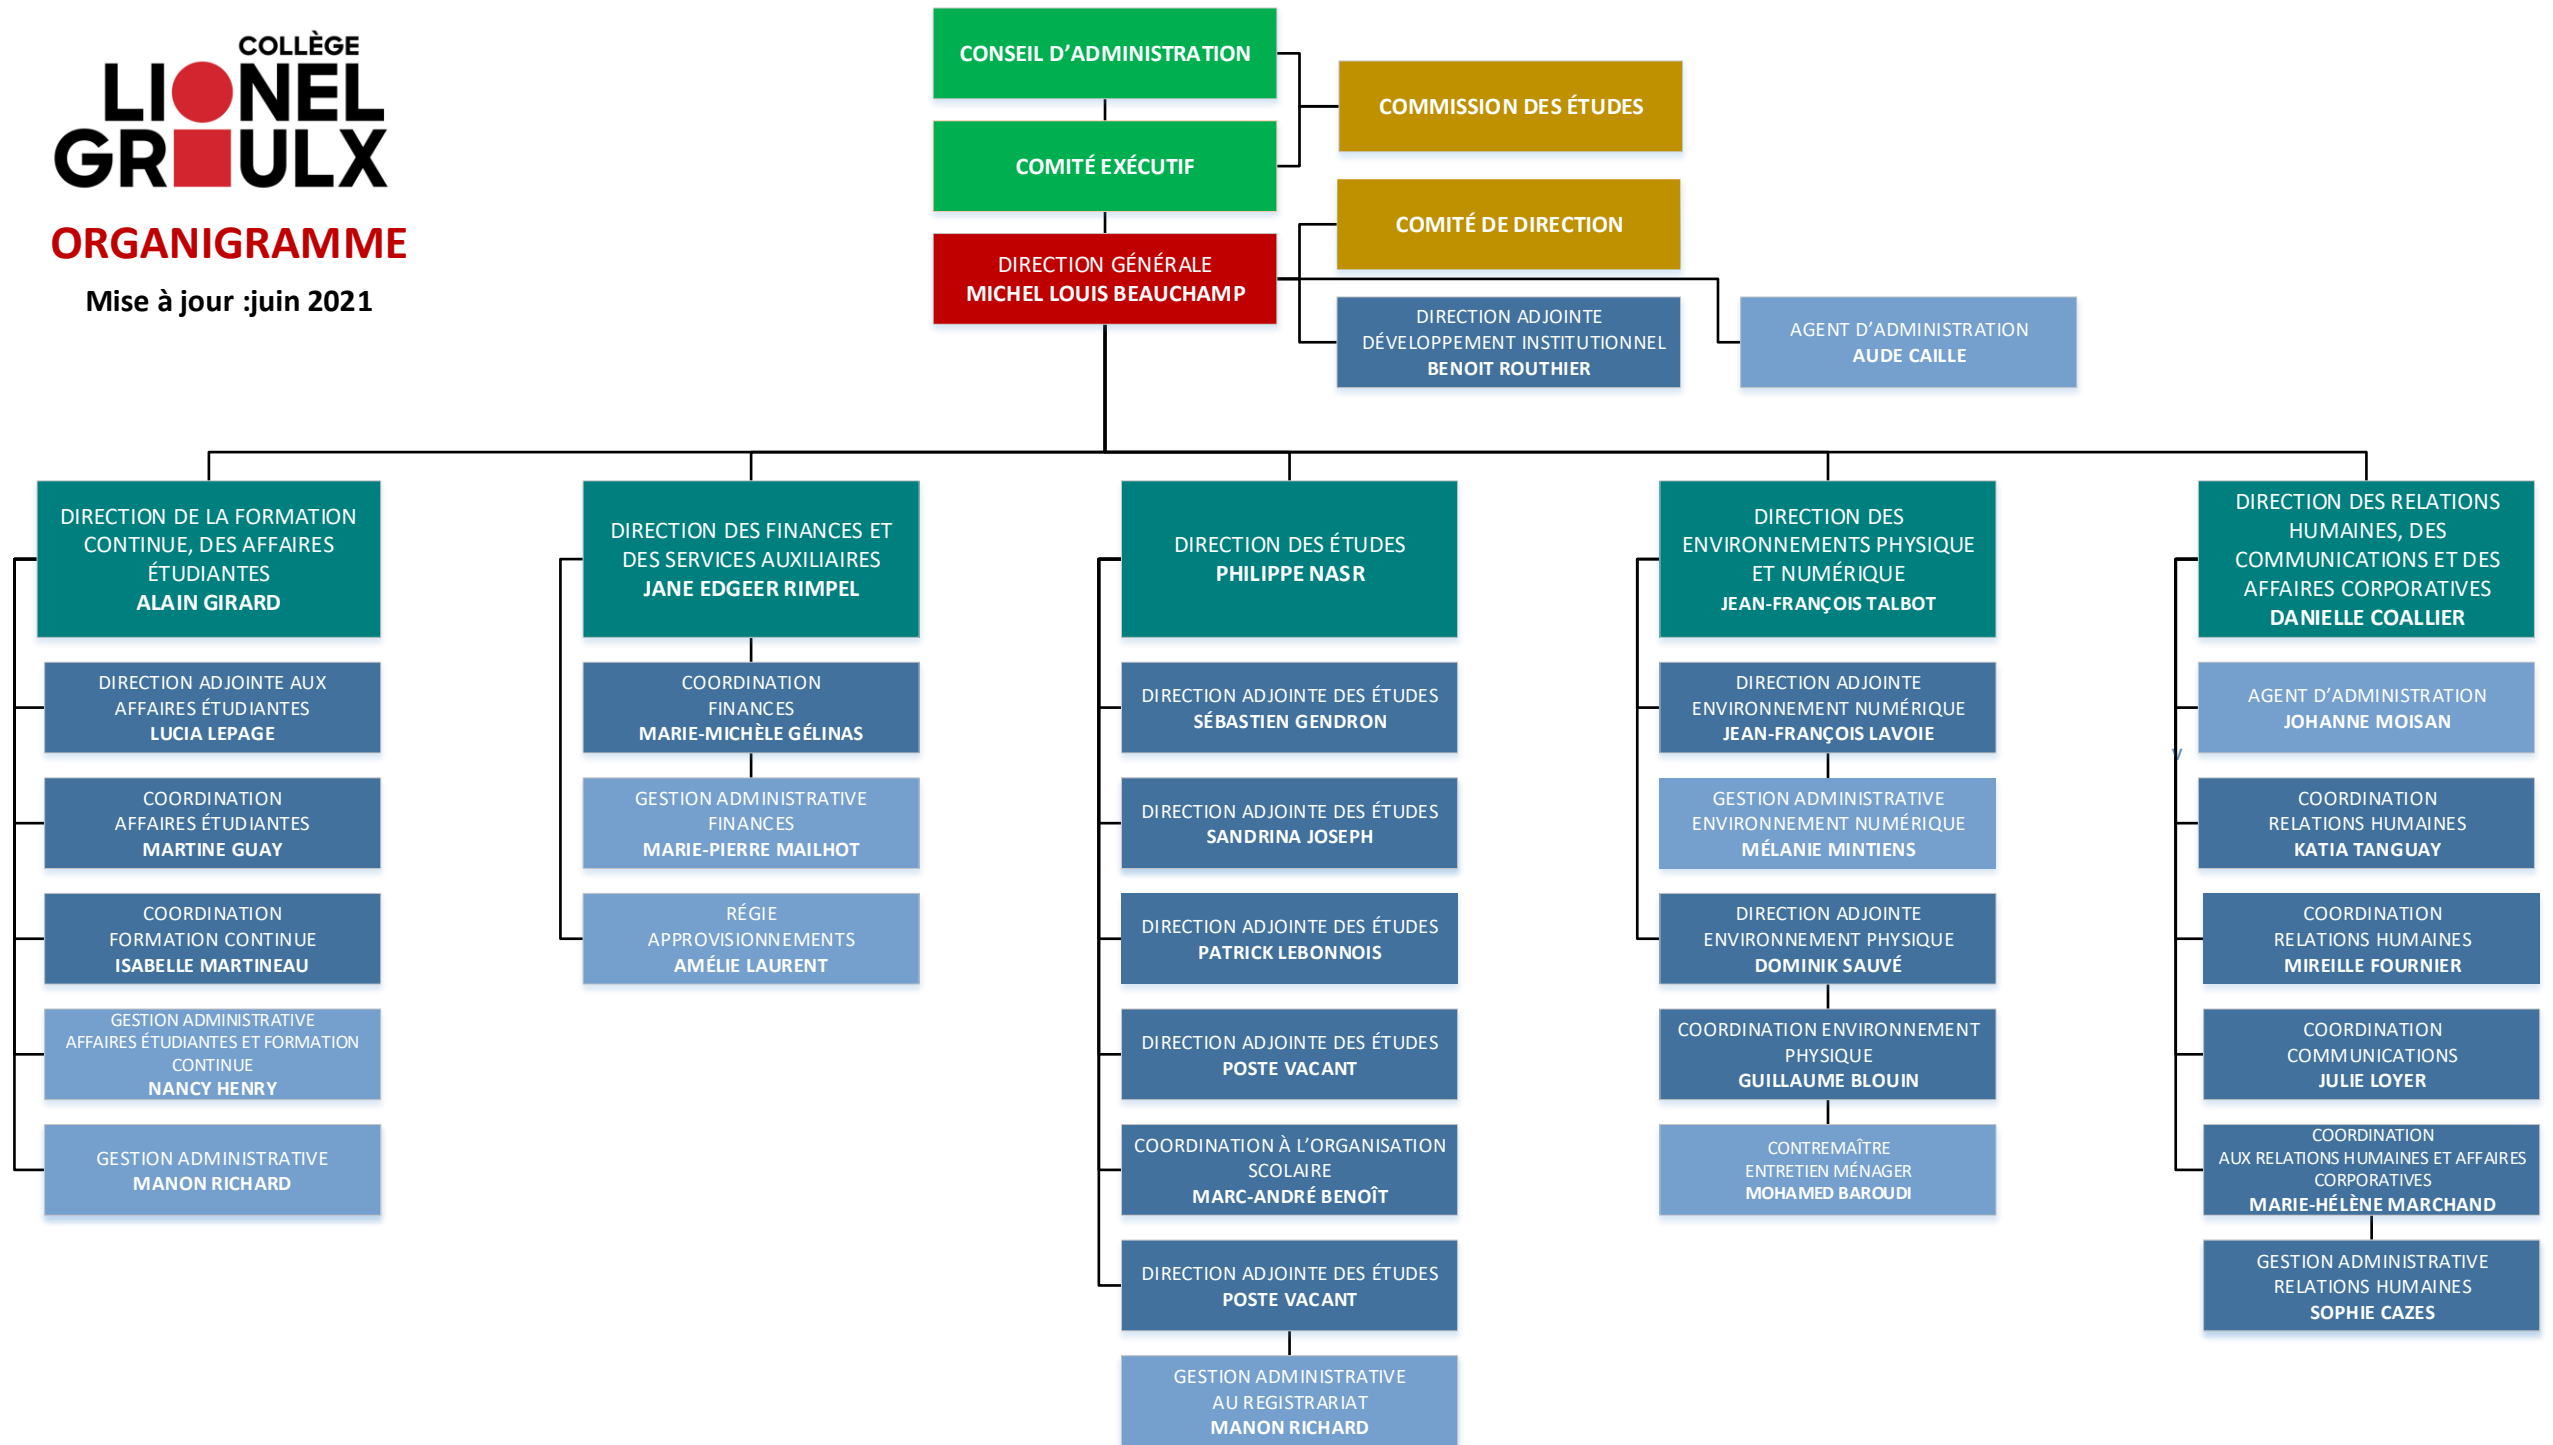 COLLÈGE
LIONEL
GROULX
ORGANIGRAMME
Mise à jour :juin 2021
CONSEIL D’ADMINISTRATION
COMMISSION DES ÉTUDES
COMITÉ EXÉCUTIF
COMITÉ DE DIRECTION
DIRECTION GÉNÉRALE
MICHEL LOUIS BEAUCHAMP
DIRECTION ADJOINTE
DÉVELOPPEMENT INSTITUTIONNEL
BENOIT ROUTHIER
AGENT D’ADMINISTRATION
AUDE CAILLE
DIRECTION DE LA FORMATION
CONTINUE, DES AFFAIRES
ÉTUDIANTES
ALAIN GIRARD
DIRECTION ADJOINTE AUX
AFFAIRES ÉTUDIANTES
LUCIA LEPAGE
COORDINATION
AFFAIRES ÉTUDIANTES
MARTINE GUAY
COORDINATION
FORMATION CONTINUE
ISABELLE MARTINEAU
GESTION ADMINISTRATIVE
AFFAIRES ÉTUDIANTES ET FORMATION
CONTINUE
NANCY HENRY
GESTION ADMINISTRATIVE
MANON RICHARD
DIRECTION DES FINANCES ET
DES SERVICES AUXILIAIRES
JANE EDGEER RIMPEL
COORDINATION
FINANCES
MARIE-MICHÈLE GÉLINAS
GESTION ADMINISTRATIVE
FINANCES
MARIE-PIERRE MAILHOT
RÉGIE
APPROVISIONNEMENTS
AMÉLIE LAURENT
DIRECTION DES ÉTUDES
PHILIPPE NASR
DIRECTION ADJOINTE DES ÉTUDES
SÉBASTIEN GENDRON
DIRECTION ADJOINTE DES ÉTUDES
SANDRINA JOSEPH
DIRECTION ADJOINTE DES ÉTUDES
PATRICK LEBONNOIS
DIRECTION ADJOINTE DES ÉTUDES
POSTE VACANT
COORDINATION À L’ORGANISATION
SCOLAIRE
MARC-ANDRÉ BENOÎT
DIRECTION ADJOINTE DES ÉTUDES
POSTE VACANT
GESTION ADMINISTRATIVE
AU REGISTRARIAT
MANON RICHARD
DIRECTION DES
ENVIRONNEMENTS PHYSIQUE
ET NUMÉRIQUE
JEAN-FRANÇOIS TALBOT
DIRECTION ADJOINTE
ENVIRONNEMENT NUMÉRIQUE
JEAN-FRANÇOIS LAVOIE
GESTION ADMINISTRATIVE
ENVIRONNEMENT NUMÉRIQUE
MÉLANIE MINTIENS
DIRECTION ADJOINTE
ENVIRONNEMENT PHYSIQUE
DOMINIK SAUVÉ
COORDINATION ENVIRONNEMENT
PHYSIQUE
GUILLAUME BLOUIN
CONTREMAÎTRE
ENTRETIEN MÉNAGER
MOHAMED BAROUDI
DIRECTION DES RELATIONS
HUMAINES, DES
COMMUNICATIONS ET DES
AFFAIRES CORPORATIVES
DANIELLE COALLIER
AGENT D’ADMINISTRATION
JOHANNE MOISAN
V
COORDINATION
RELATIONS HUMAINES
KATIA TANGUAY
COORDINATION
RELATIONS HUMAINES
MIREILLE FOURNIER
COORDINATION
COMMUNICATIONS
JULIE LOYER
COORDINATION
AUX RELATIONS HUMAINES ET AFFAIRES
CORPORATIVES
MARIE-HÉLÈNE MARCHAND
GESTION ADMINISTRATIVE
RELATIONS HUMAINES
SOPHIE CAZES